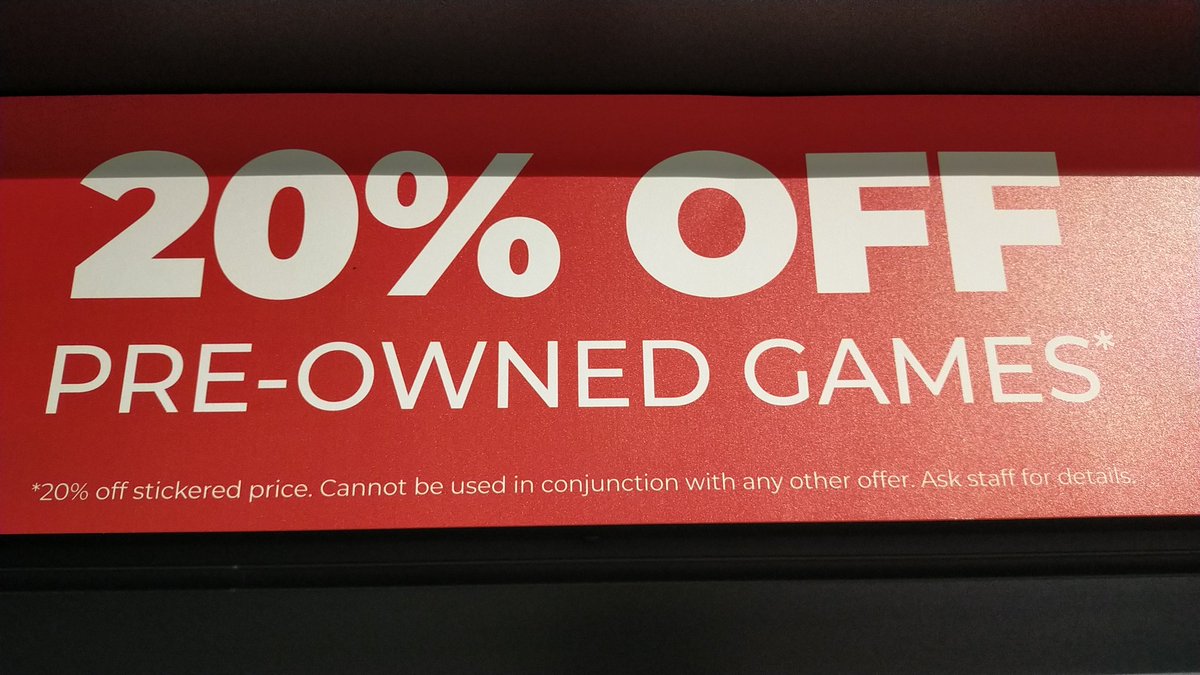 20% OFF
PRE-OWNED GAMES*
*20% off stickered price. Cannot be used in conjunction with any other offer. Ask staff for details.